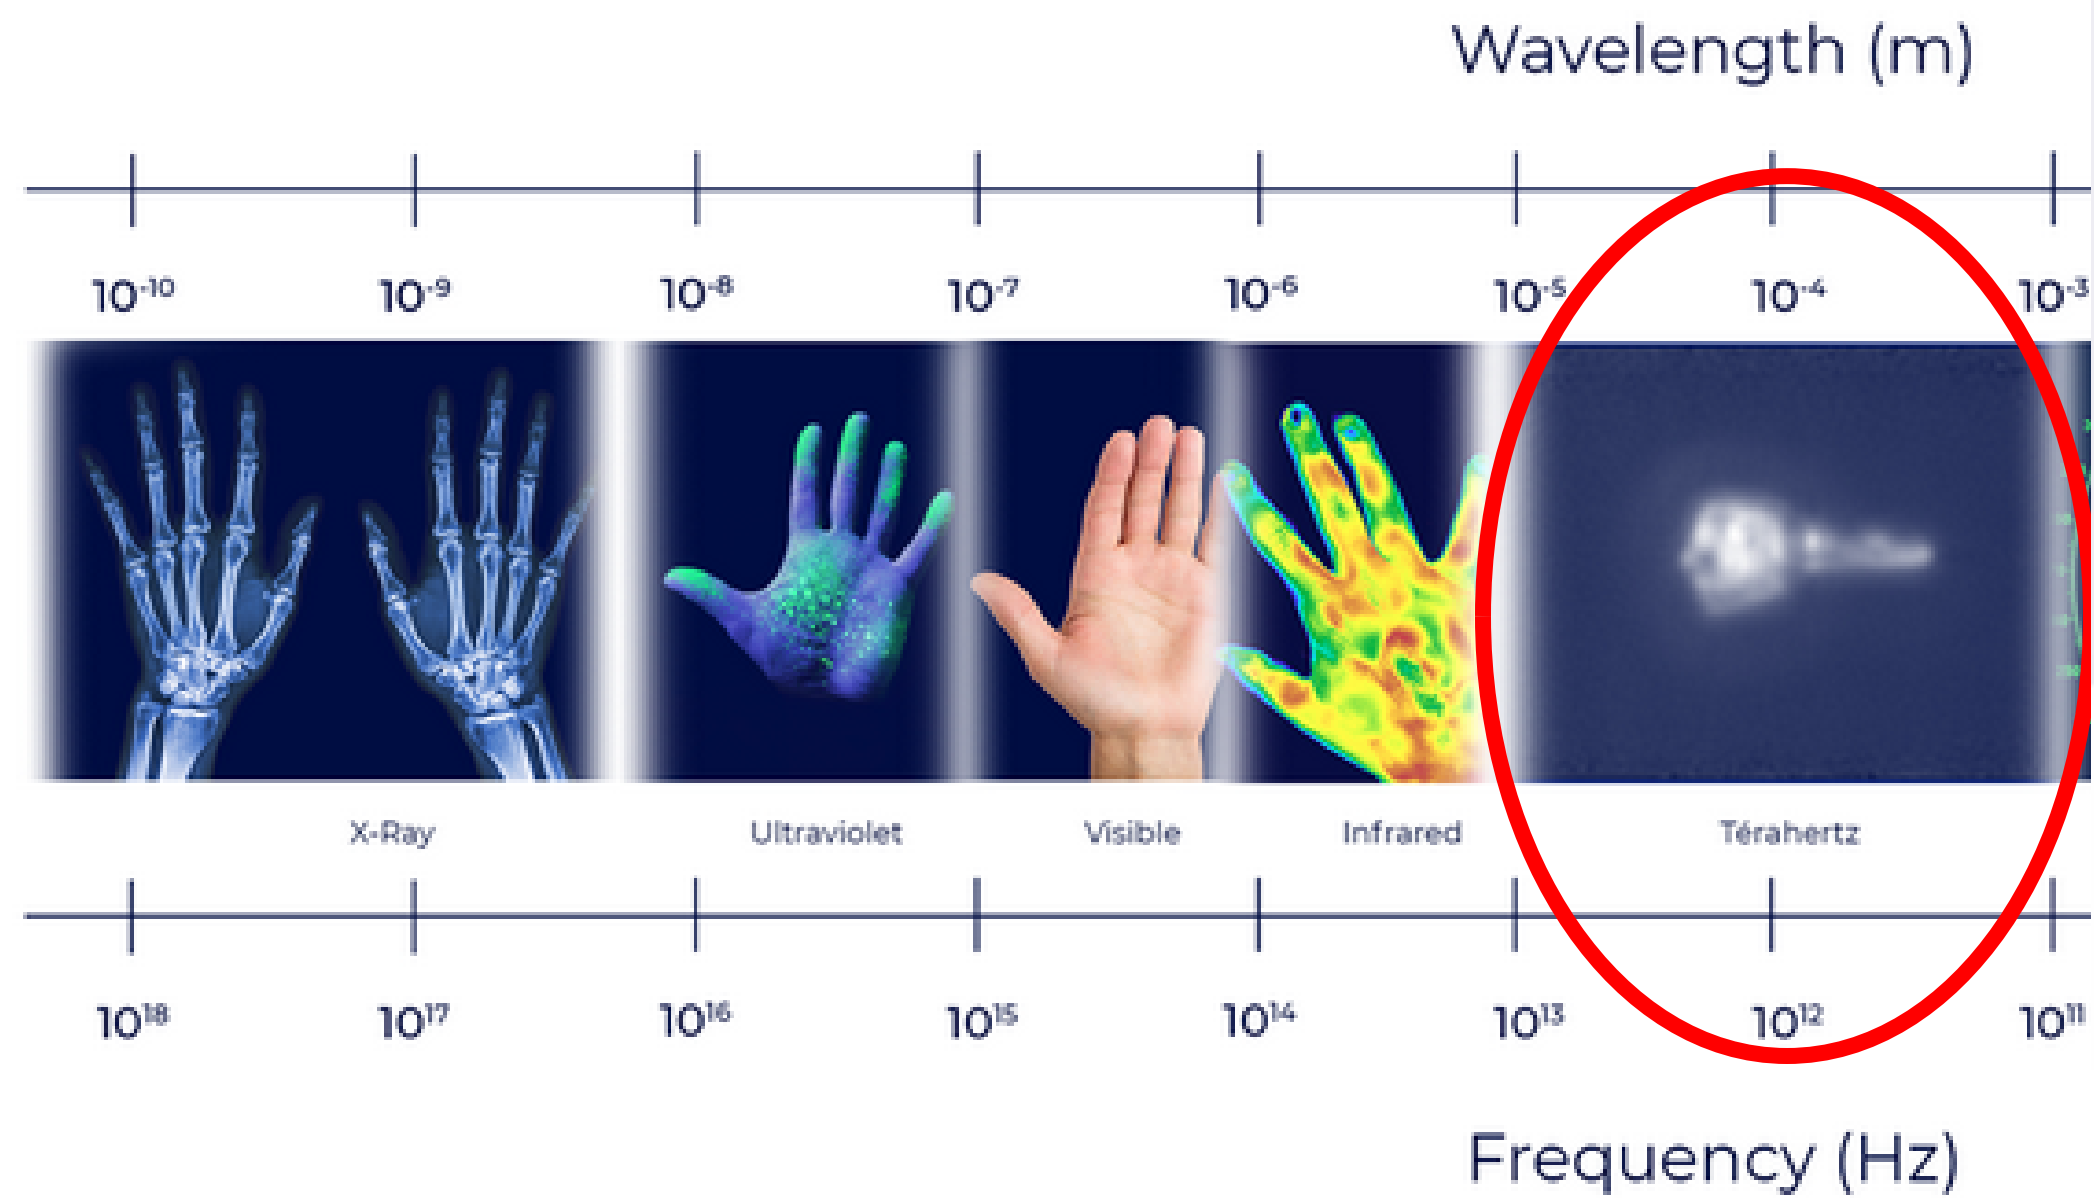 Wavelength (m)
10⁻¹⁰ 10⁻⁹ 10⁻⁸ 10⁻⁷ 10⁻⁶ 10⁻⁵ 10⁻⁴ 10⁻³
X-Ray Ultraviolet Visible Infrared Térahertz
10¹⁸ 10¹⁷ 10¹⁶ 10¹⁵ 10¹⁴ 10¹³ 10¹² 10¹¹
Frequency (Hz)